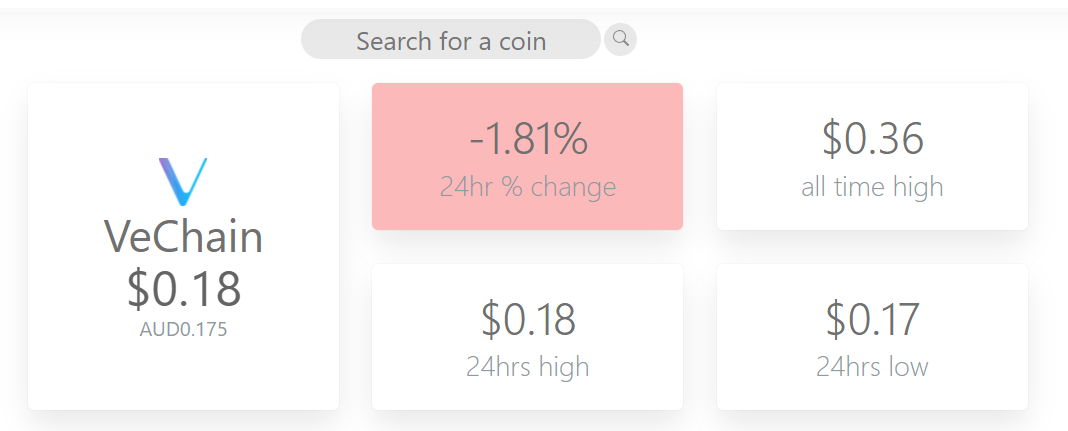 Search for a coin
VeChain
$0.18
AUD0.175
-1.81%
24hr % change
$0.36
all time high
$0.18
24hrs high
$0.17
24hrs low